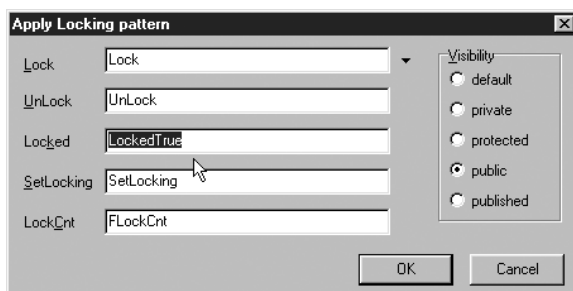 Apply Locking pattern
Lock Lock
UnLock UnLock
Locked LockedTrue
SetLocking SetLocking
LockCnt FLockCnt
Visibility
default
private
protected
public
published
OK Cancel